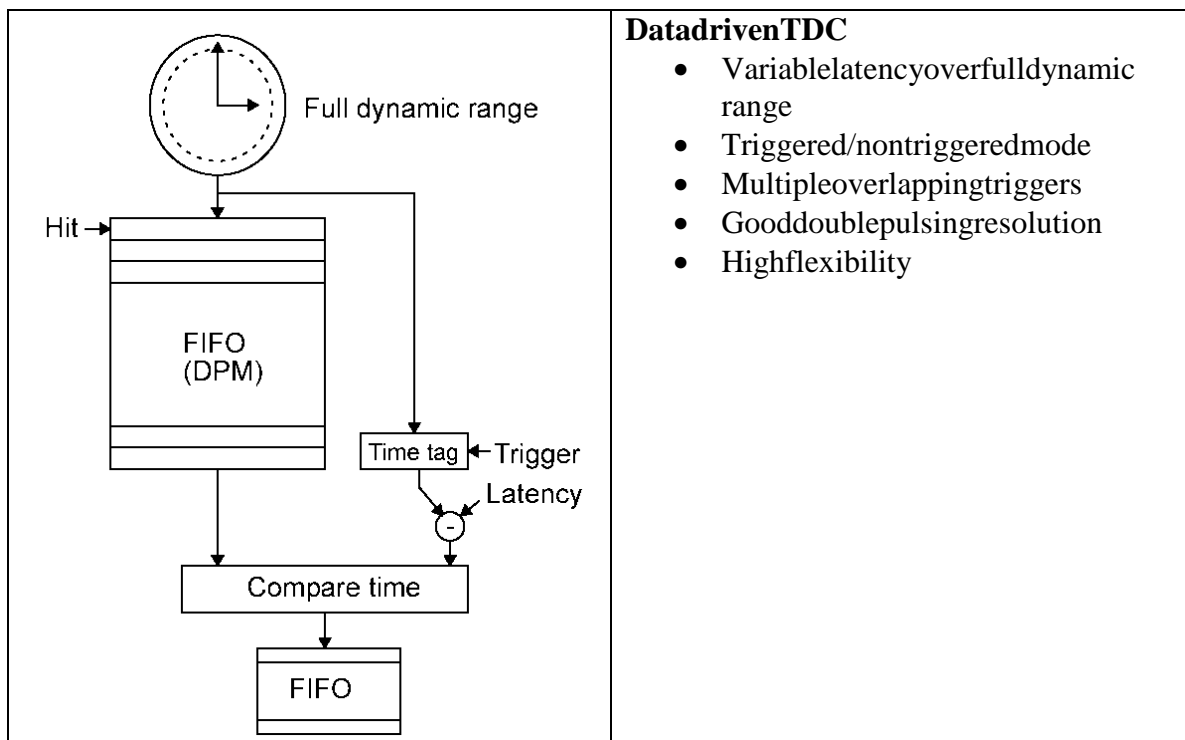 Full dynamic range
Hit
FIFO
(DPM)
Time tag
Trigger
Latency
-
Compare time
FIFO
DatadrivenTDC
• Variablelatencyoverfulldynamic
range
• Triggered/nontriggeredmode
• Multipleoverlappingtriggers
• Gooddoublepulsingresolution
• Highflexibility